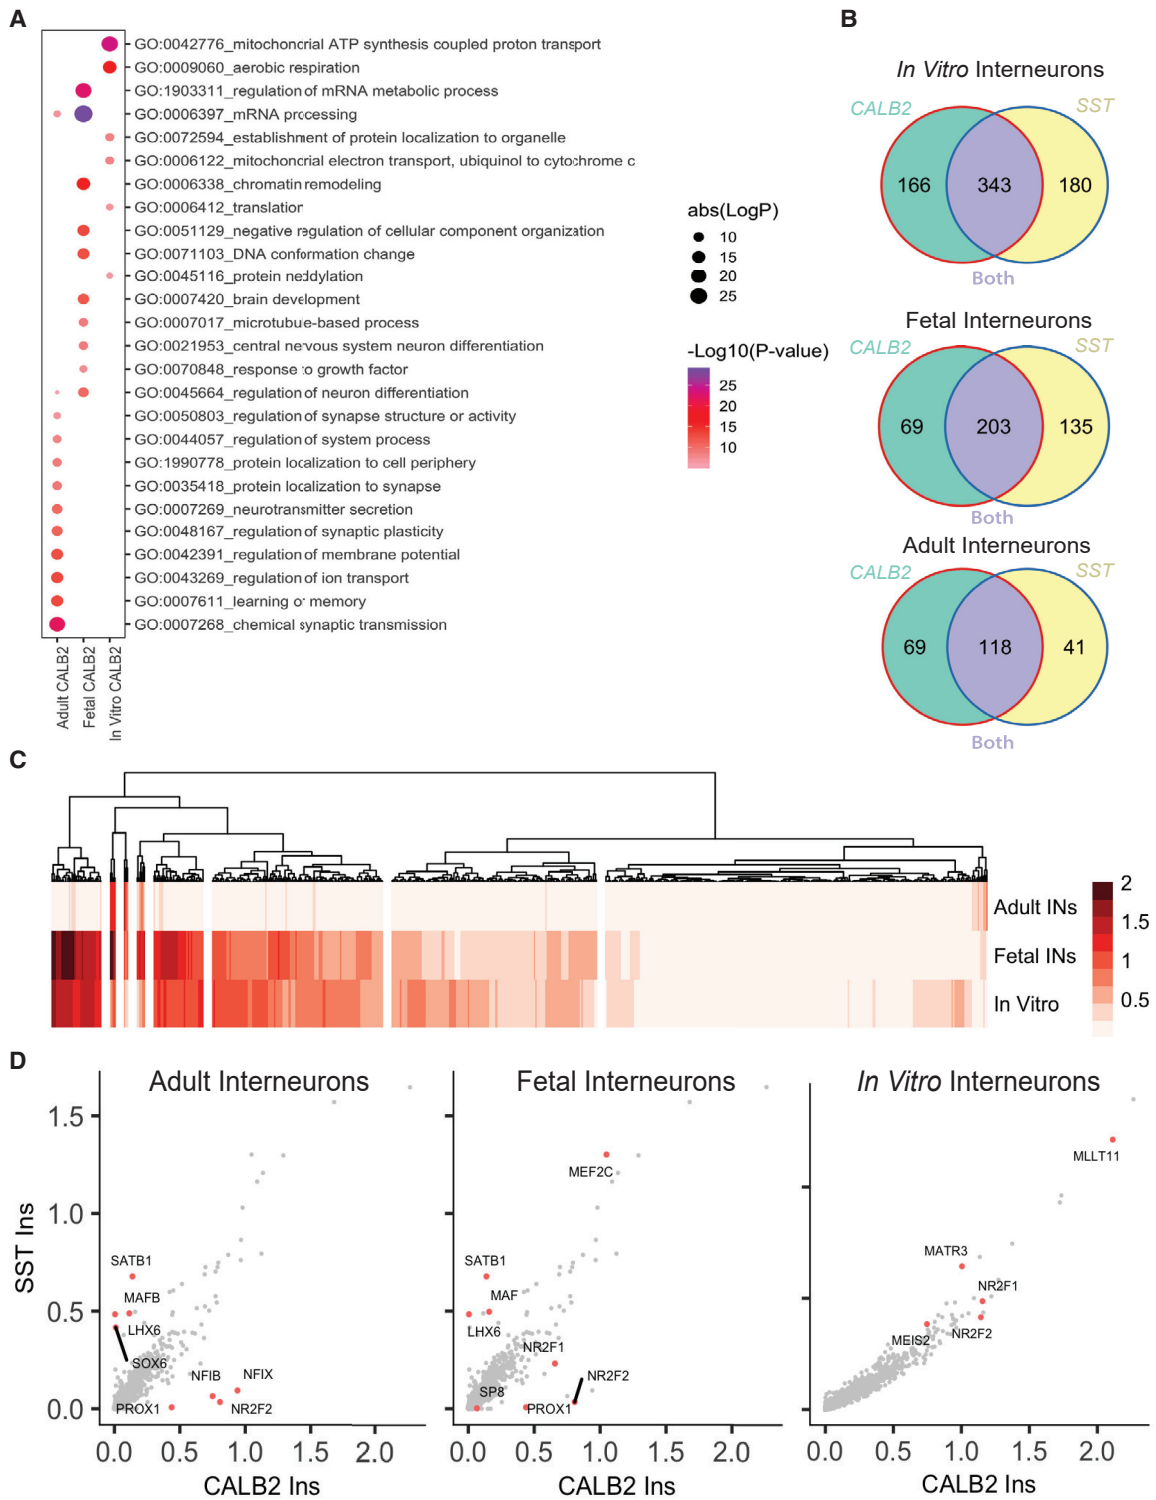 A
GO:0042776_mitochoncrial ATP synthesis coupled proton transport
GO:0009060_aerobic respiration
GO:1903311_regulation of mRNA metabolic process
GO:0006397_mRNA processing
GO:0072594_establishment of protein localization to organelle
GO:0006122_mitochoncrial electron transport, ubiquinol to cytochrome c
GO:0006338_chromatin remodeling
GO:0006412_translation
GO:0051129_negative regulation of cellular component organization
GO:0071103_DNA conformation change
GO:0045116_protein neddylation
GO:0007420_brain development
GO:0007017_microtubue-based process
GO:0021953_central nervous system neuron differentiation
GO:0070848_response to growth factor
GO:0045664_regulation of neuron differentiation
GO:0050803_regulation of synapse structure or activity
GO:0044057_regulation of system process
GO:1990778_protein localization to cell periphery
GO:0035418_protein localization to synapse
GO:0007269_neurotransmitter secretion
GO:0048167_regulation of synaptic plasticity
GO:0042391_regulation of membrane potential
GO:0043269_regulation of ion transport
GO:0007611_learning or memory
GO:0007268_chemical synaptic transmission
Adult CALB2
Fetal CALB2
In Vitro CALB2
abs(LogP)
10
15
20
25
-Log10(P-value)
25
20
15
10
B
In Vitro Interneurons
CALB2
SST
166
343
180
Both
Fetal Interneurons
CALB2
SST
69
203
135
Both
Adult Interneurons
CALB2
SST
69
118
41
Both
C
Adult INs
Fetal INs
In Vitro
2
1.5
1
0.5
D
Adult Interneurons
SST Ins
1.5
1.0
0.5
0.0
SATB1
MAFB
LHX6
SOX6
NFIB
NFIX
PROX1
NR2F2
0.0 0.5 1.0 1.5 2.0
CALB2 Ins
Fetal Interneurons
MEF2C
SATB1
MAF
LHX6
NR2F1
NR2F2
SP8
PROX1
0.0 0.5 1.0 1.5 2.0
CALB2 Ins
In Vitro Interneurons
MLLT11
MATR3
NR2F1
MEIS2
NR2F2
0.0 0.5 1.0 1.5 2.0
CALB2 Ins